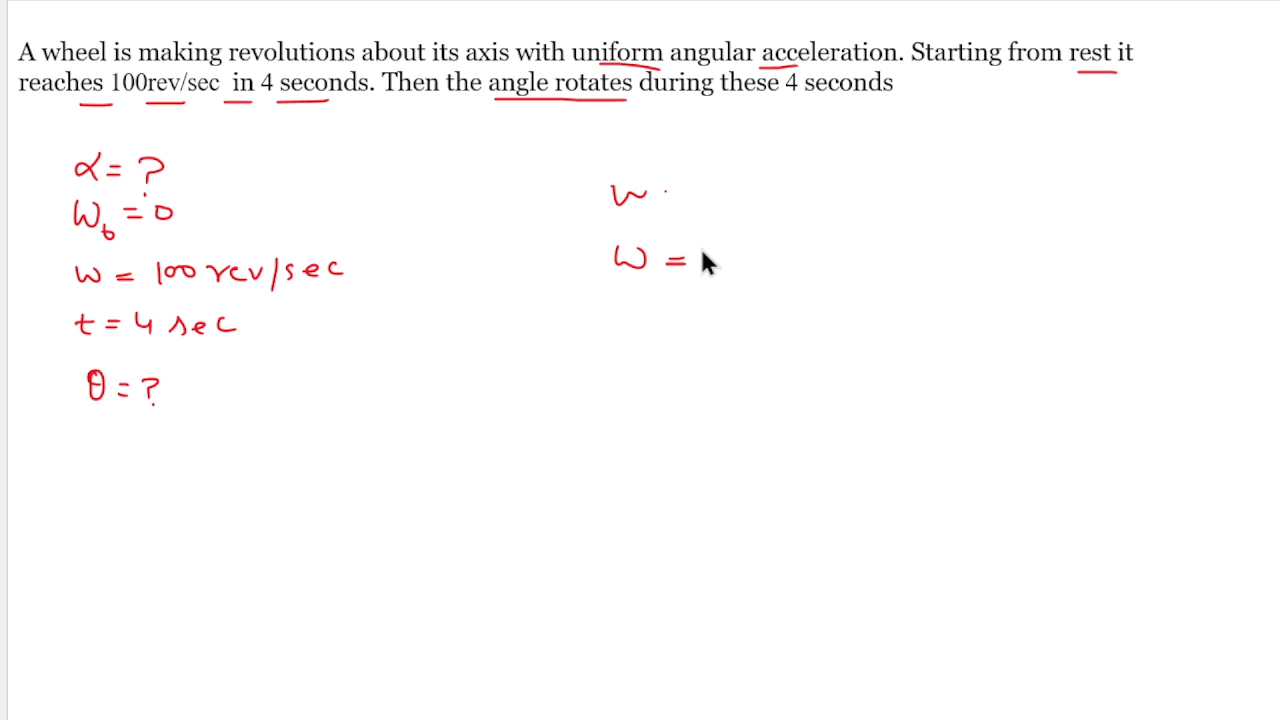 A wheel is making revolutions about its axis with uniform angular acceleration. Starting from rest it
reaches 100rev/sec in 4 seconds. Then the angle rotates during these 4 seconds
α = ?
ω₀ = 0
ω = 100 rev/sec
t = 4 sec
θ = ?
ω
ω =